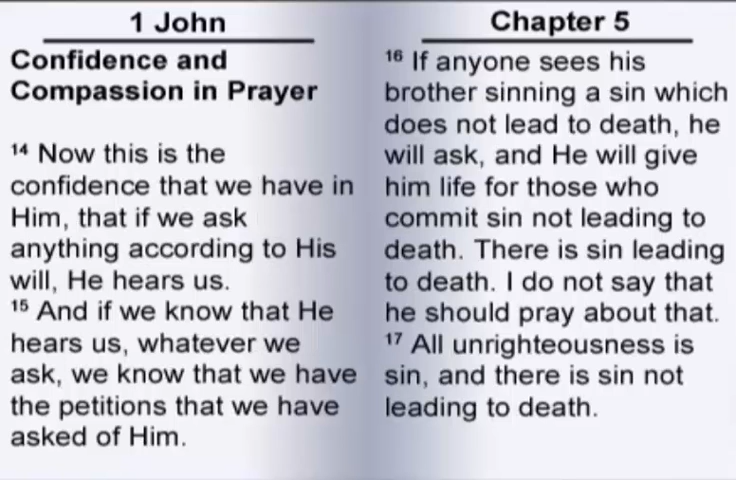 1 John
Confidence and
Compassion in Prayer
14 Now this is the
confidence that we have in
Him, that if we ask
anything according to His
will, He hears us.
15 And if we know that He
hears us, whatever we
ask, we know that we have
the petitions that we have
asked of Him.
Chapter 5
16 If anyone sees his
brother sinning a sin which
does not lead to death, he
will ask, and He will give
him life for those who
commit sin not leading to
death. There is sin leading
to death. I do not say that
he should pray about that.
17 All unrighteousness is
sin, and there is sin not
leading to death.